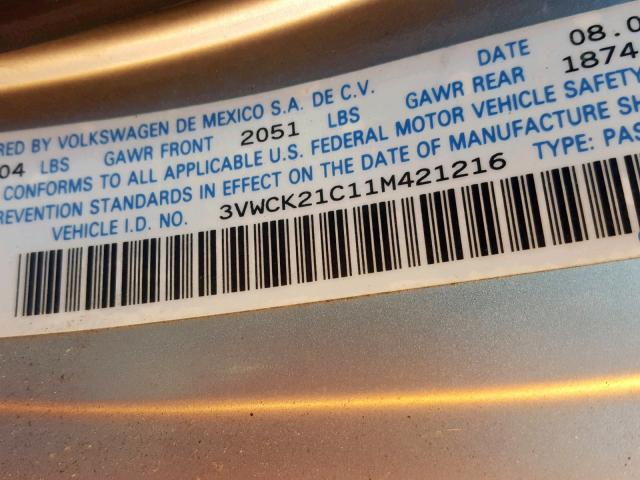 RED BY VOLKSWAGEN DE MEXICO S.A. DE C.V. DATE 08.0
04 LBS GAWR FRONT 2051 LBS GAWR REAR 1874
CONFORMS TO ALL APPLICABLE U.S. FEDERAL MOTOR VEHICLE SAFETY
REVENTION STANDARDS IN EFFECT ON THE DATE OF MANUFACTURE SH
VEHICLE I.D. NO. 3VWCK21C11M421216 TYPE: PAS